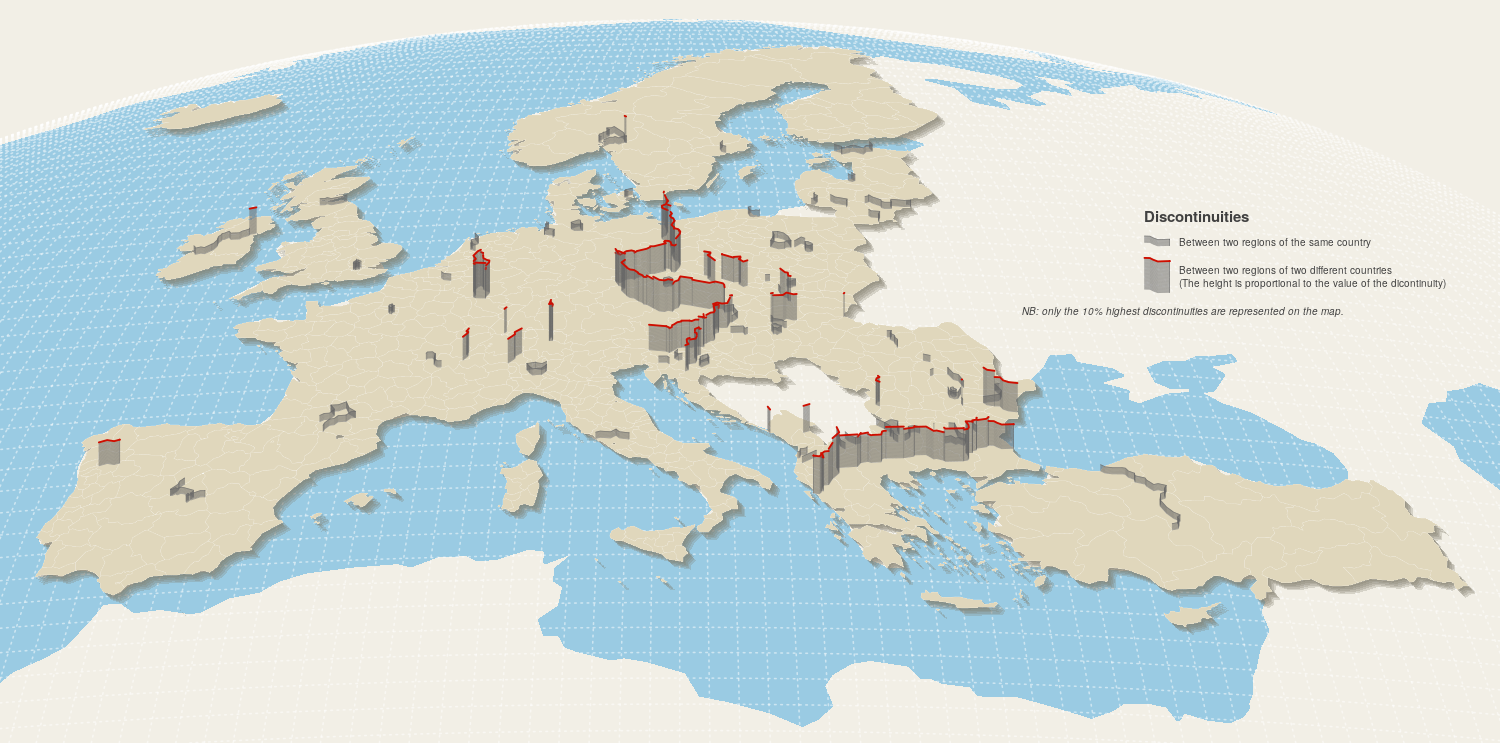 Discontinuities
Between two regions of the same country
Between two regions of two different countries
(The height is proportional to the value of the dicontinuity)
NB: only the 10% highest discontinuities are represented on the map.